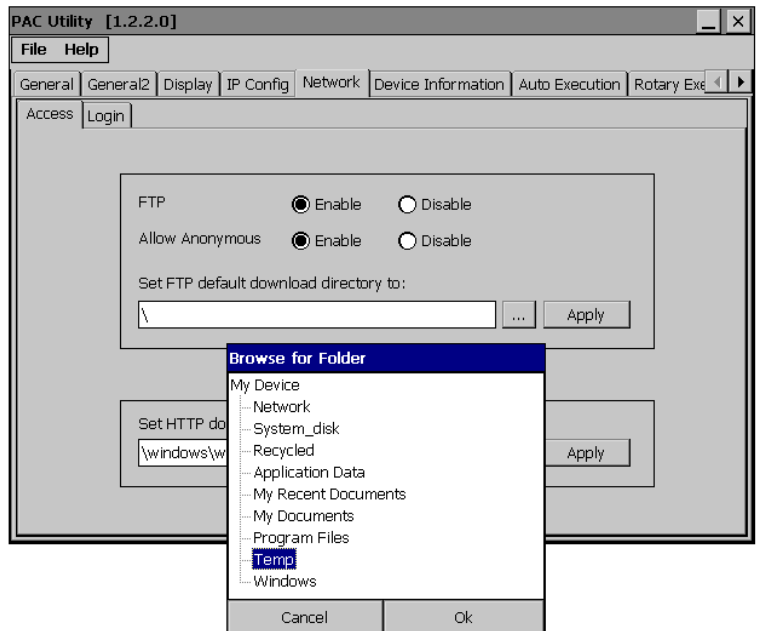 PAC Utility [1.2.2.0]
File Help
General General2 Display IP Config Network Device Information Auto Execution Rotary Exe
Access Login
FTP Enable Disable
Allow Anonymous Enable Disable
Set FTP default download directory to:
\ ... Apply
Browse for Folder
My Device
Network
System_disk
Recycled
Application Data
My Recent Documents
My Documents
Program Files
Temp
Windows
Cancel Ok
Set HTTP do
\windows\w Apply